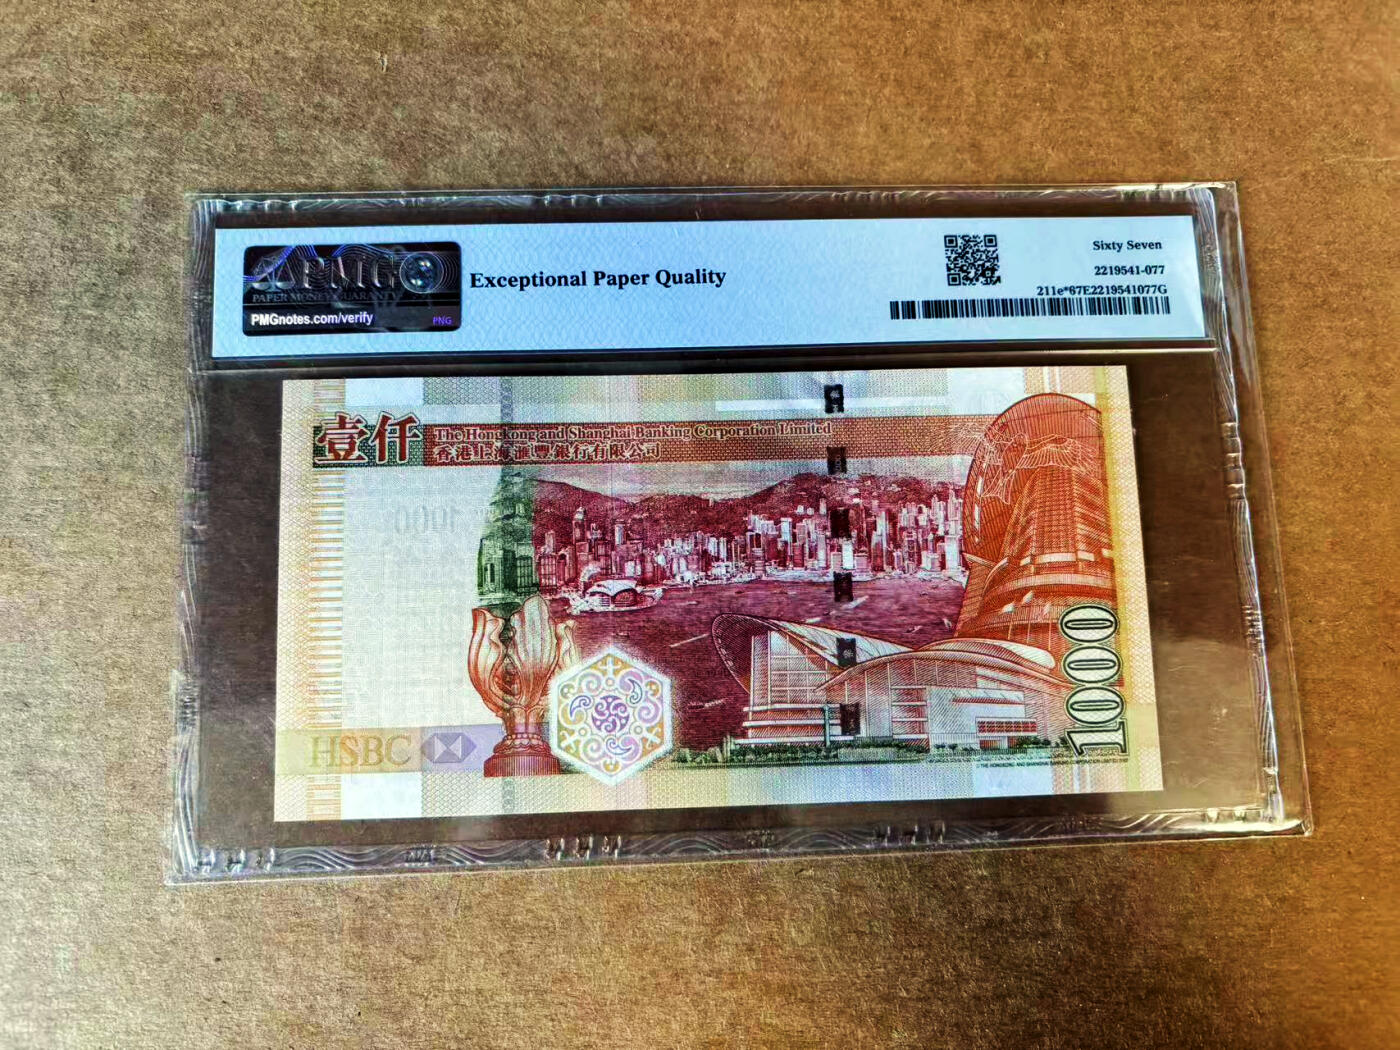 PMG
PAPER MONEY GUARANTY
PMGnotes.com/verify
PNG
Exceptional Paper Quality
Sixty Seven
2219541-077
211e*67E2219541077G
壹仟
The Hongkong and Shanghai Banking Corporation Limited
香港上海滙豐銀行有限公司
1000
HSBC